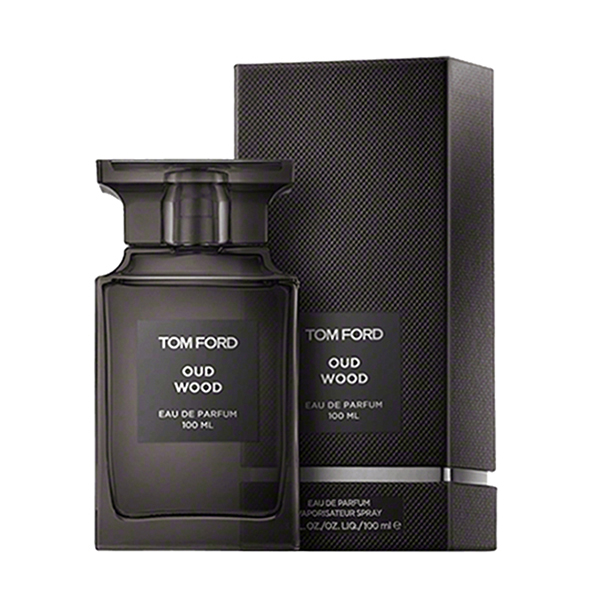 TOM FORD
OUD
WOOD
EAU DE PARFUM
100 ML
TOM FORD
OUD
WOOD
EAU DE PARFUM
100 ML
EAU DE PARFUM
VAPORISATEUR SPRAY
L.OZ./OZ. LIQ./100 ml e